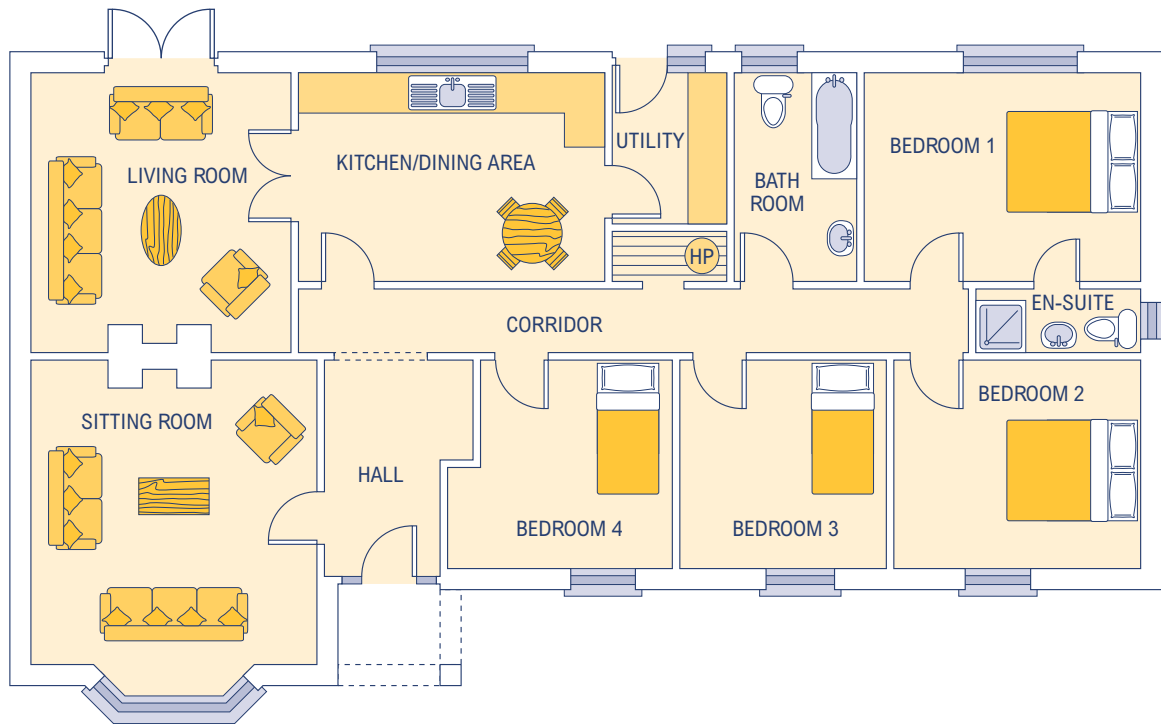 LIVING ROOM
KITCHEN/DINING AREA
UTILITY
BATH
ROOM
BEDROOM 1
HP
EN-SUITE
CORRIDOR
SITTING ROOM
HALL
BEDROOM 4
BEDROOM 3
BEDROOM 2